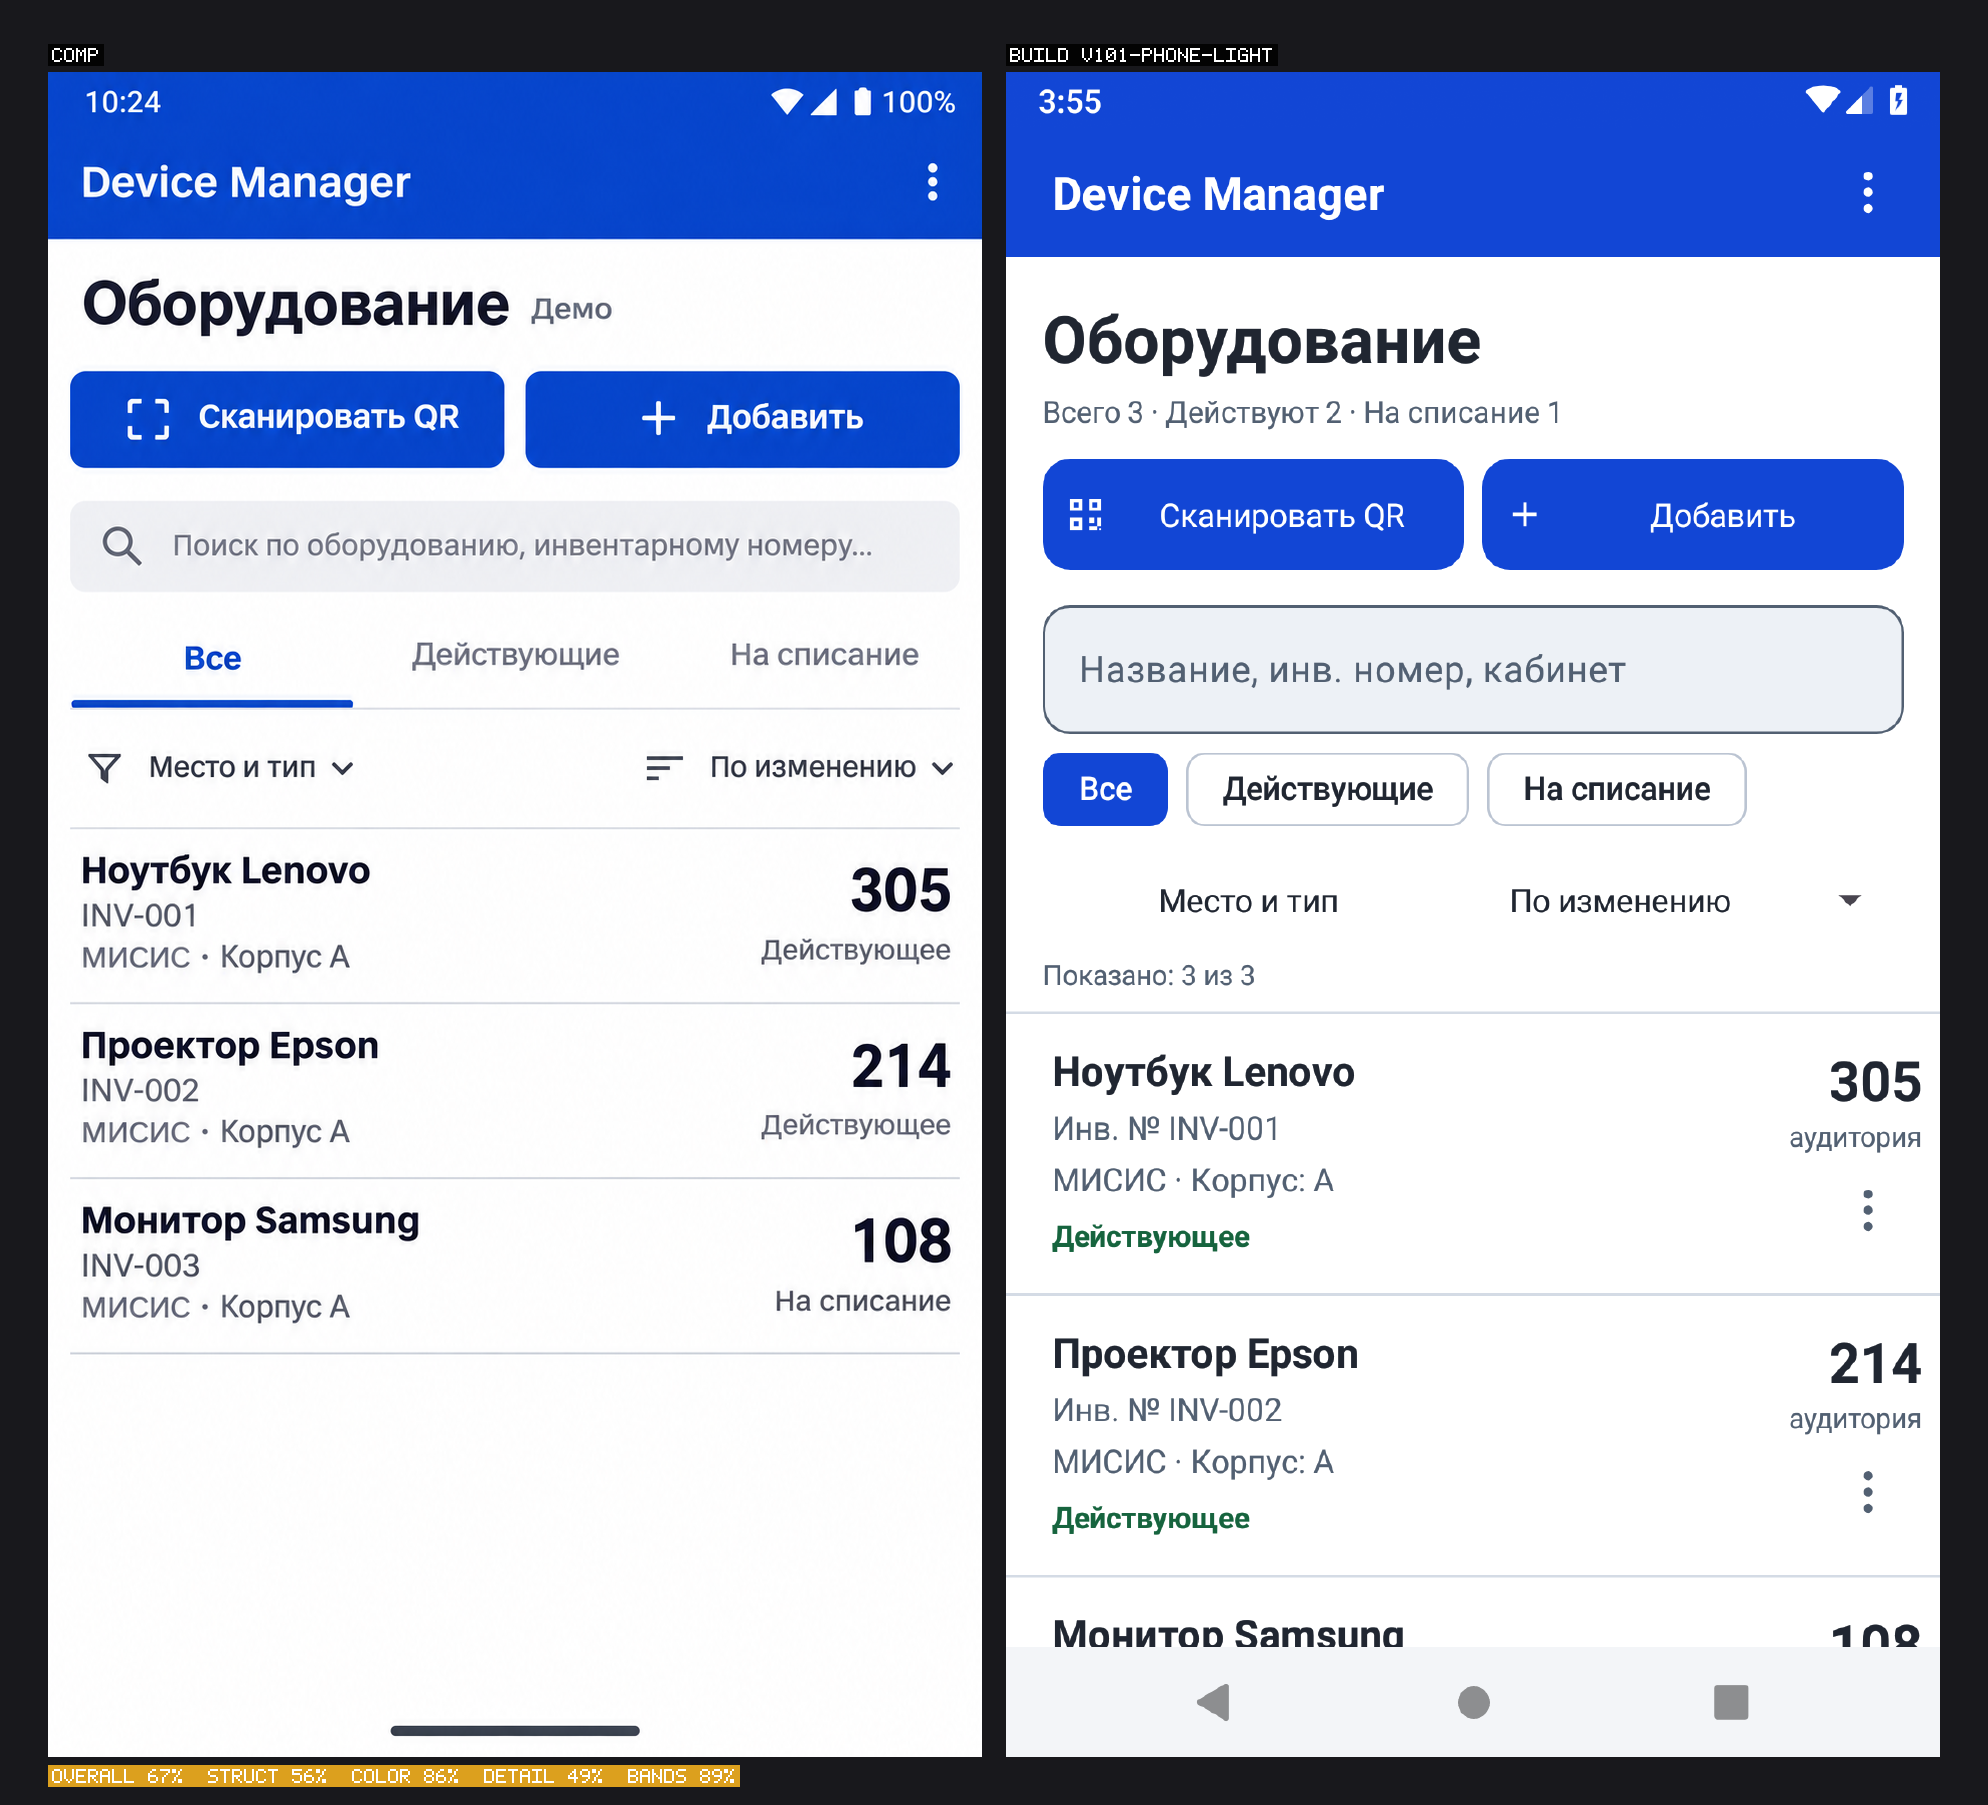 COMP
10:24
100%
Device Manager
Оборудование Демо
Сканировать QR
Добавить
Поиск по оборудованию, инвентарному номеру...
Все
Действующие
На списание
Место и тип
По изменению
Ноутбук Lenovo
305
INV-001
Действующее
МИСИС • Корпус А
Проектор Epson
214
INV-002
Действующее
МИСИС • Корпус А
Монитор Samsung
108
INV-003
На списание
МИСИС • Корпус А
OVERALL 67% STRUCT 56% COLOR 86% DETAIL 49% BANDS 89%
BUILD V101-PHONE-LIGHT
3:55
Device Manager
Оборудование
Всего 3 · Действуют 2 · На списание 1
Сканировать QR
Добавить
Название, инв. номер, кабинет
Все
Действующие
На списание
Место и тип
По изменению
Показано: 3 из 3
Ноутбук Lenovo
305
Инв. № INV-001
аудитория
МИСИС · Корпус: А
Действующее
Проектор Epson
214
Инв. № INV-002
аудитория
МИСИС · Корпус: А
Действующее
Монитор Samsung
108